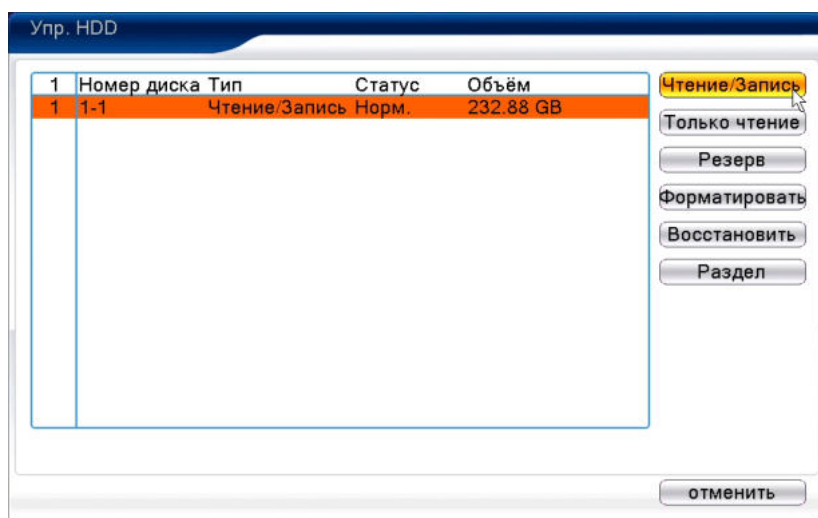 Упр. HDD
1 Номер диска Тип Статус Объём
1 1-1 Чтение/Запись Норм. 232.88 GB
Чтение/Запись
Только чтение
Резерв
Форматировать
Восстановить
Раздел
отменить